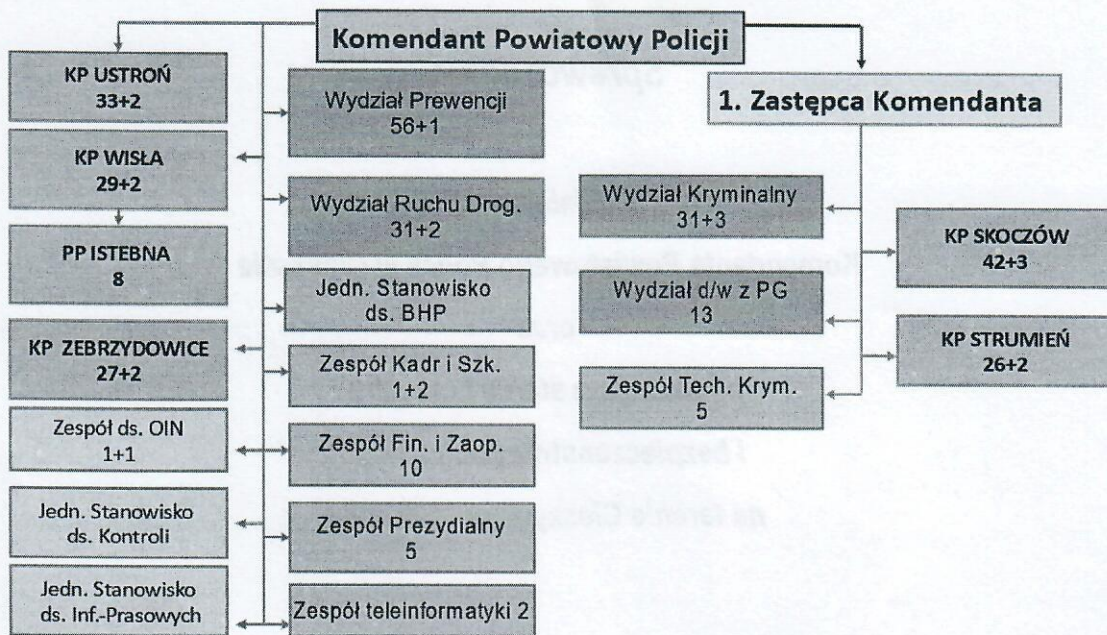 Komendant Powiatowy Policji
KP USTROŃ
33+2
KP WISŁA
29+2
PP ISTEBNA
8
KP ZEBRZYDOWICE
27+2
Zespół ds. OIN
1+1
Jedn. Stanowisko
ds. Kontroli
Jedn. Stanowisko
ds. Inf.-Prasowych
Wydział Prewencji
56+1
Wydział Ruchu Drog.
31+2
Jedn. Stanowisko
ds. BHP
Zespół Kadr i Szk.
1+2
Zespół Fin. i Zaop.
10
Zespół Prezydialny
5
Zespół teleinformatyki 2
1. Zastępca Komendanta
Wydział Kryminalny
31+3
Wydział d/w z PG
13
Zespół Tech. Krym.
5
KP SKOCZÓW
42+3
KP STRUMIEŃ
26+2